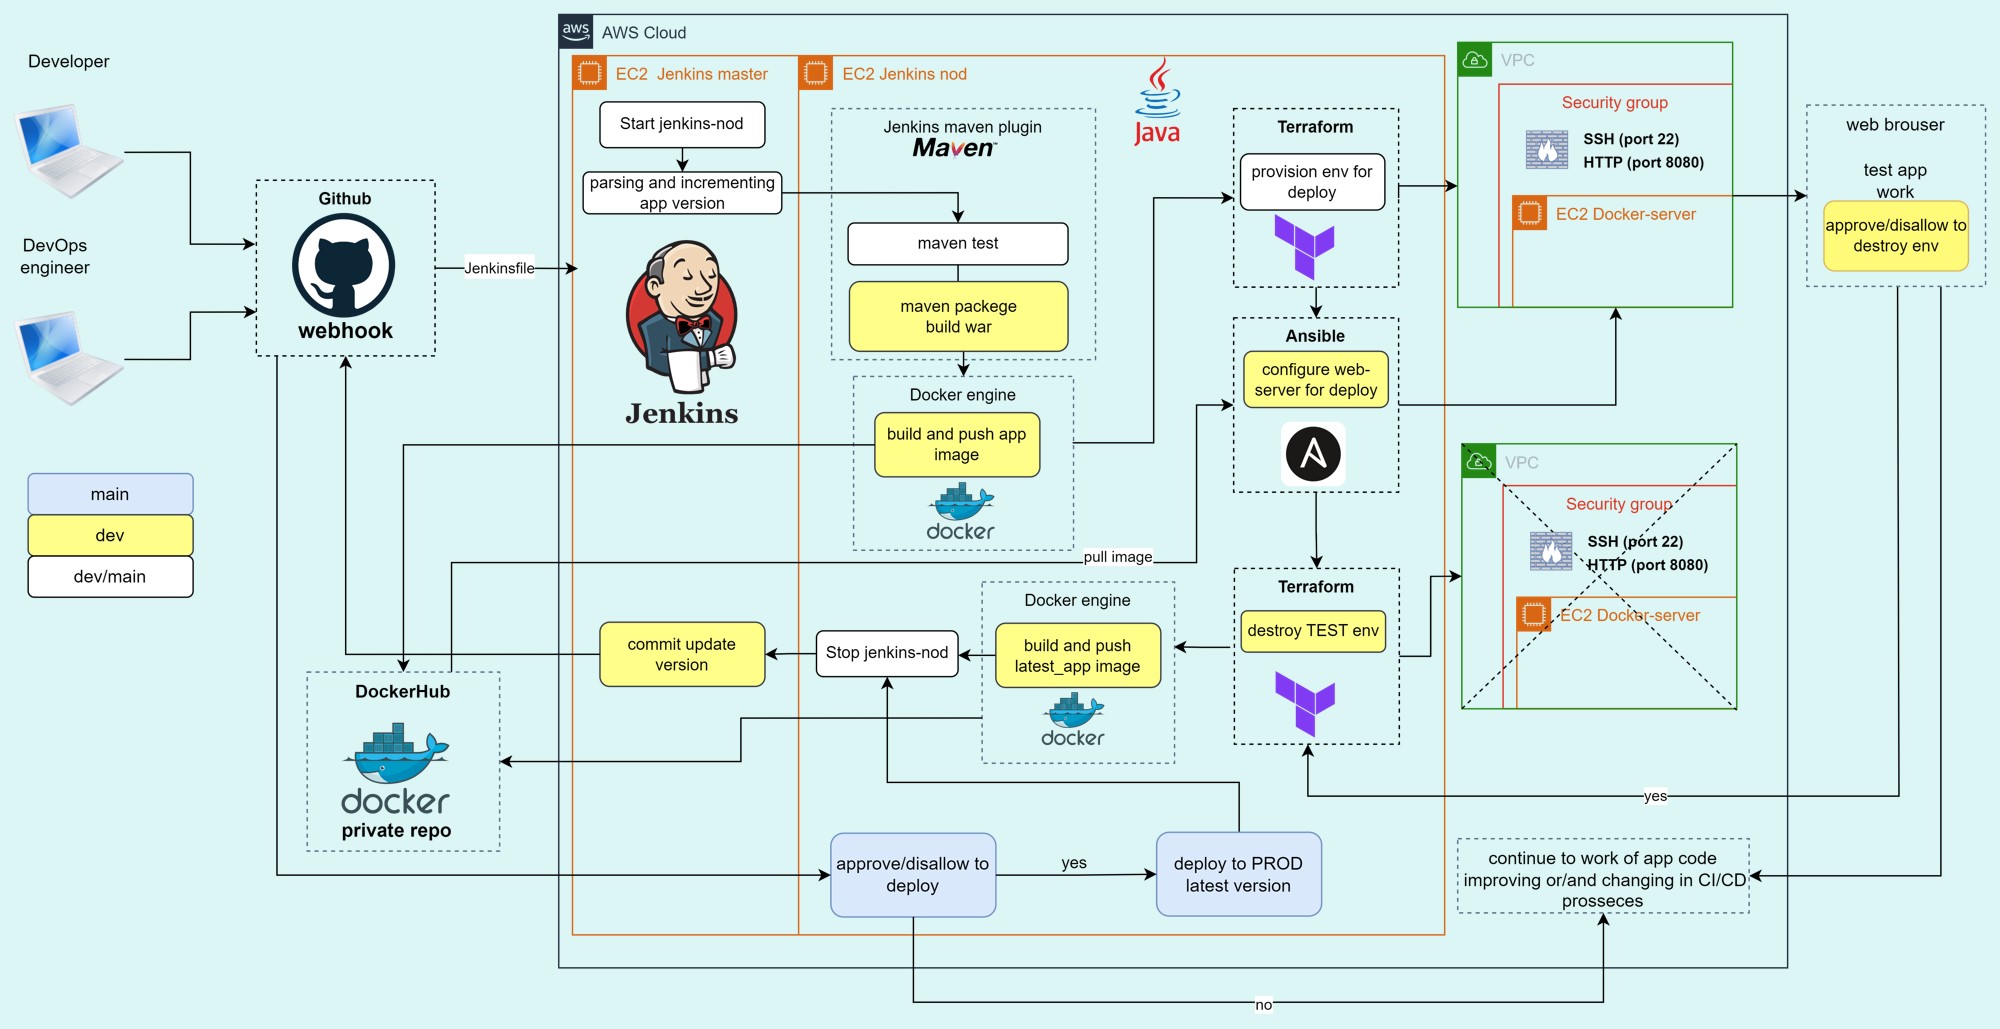 Developer
DevOps
engineer
main
dev
dev/main
Github
webhook
Jenkinsfile
DockerHub
docker
private repo
aws
AWS Cloud
EC2  Jenkins master
Start jenkins-nod
parsing and incrementing
app version
Jenkins
commit update
version
EC2 Jenkins nod
Jenkins maven plugin
Maven™
maven test
maven packege
build war
Java
Docker engine
build and push app
image
docker
pull image
Docker engine
build and push
latest_app image
docker
Stop jenkins-nod
approve/disallow to
deploy
yes
deploy to PROD
latest version
no
Terraform
provision env for
deploy
Ansible
configure web-
server for deploy
A
Terraform
destroy TEST env
VPC
Security group
SSH (port 22)
HTTP (port 8080)
EC2 Docker-server
VPC
Security group
SSH (port 22)
HTTP (port 8080)
EC2 Docker-server
web brouser
test app
work
approve/disallow to
destroy env
yes
continue to work of app code
improving or/and changing in CI/CD
prosseces